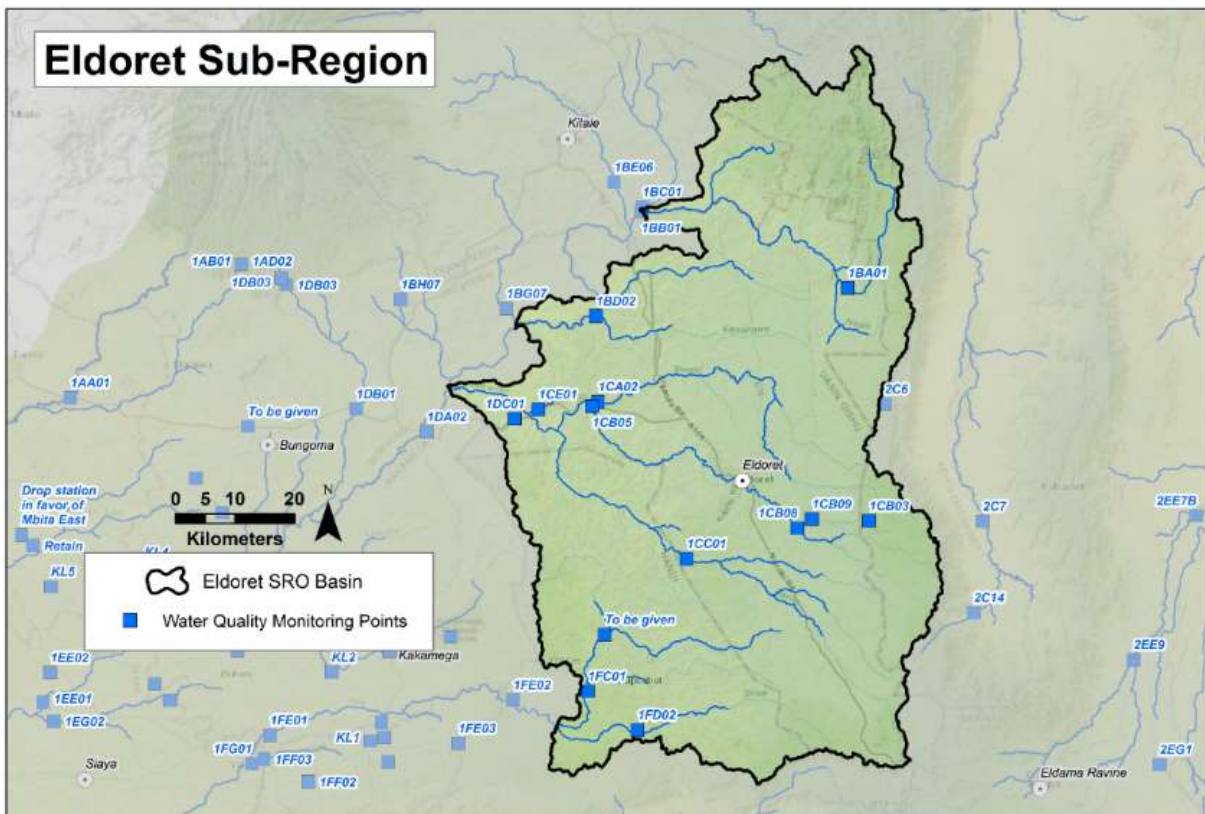 Eldoret Sub-Region
Kitale
1BE06
1BC01
1BB01
1AB01
1AD02
1DB03
1DB03
1BH07
1BG07
1BD02
1BA01
1AA01
1DB01
To be given
Bungoma
1DA02
1DC01
1CE01
1CA02
1CB05
2C6
Eldoret
1CB08
1CB09
1CB03
2C7
2EE7B
Drop station
in favor of
Mbita East
Retain
KL4
KL5
0 5 10 20
Kilometers
N
Eldoret SRO Basin
Water Quality Monitoring Points
1CC01
To be given
2C14
Kakamega
1EE02
KL2
1EE01
1EG02
1FE02
1FC01
1FD02
2EE9
1FE01
KL1
1FE03
1FG01
1FF03
1FF02
Siaya
2EG1
Eldama Ravine